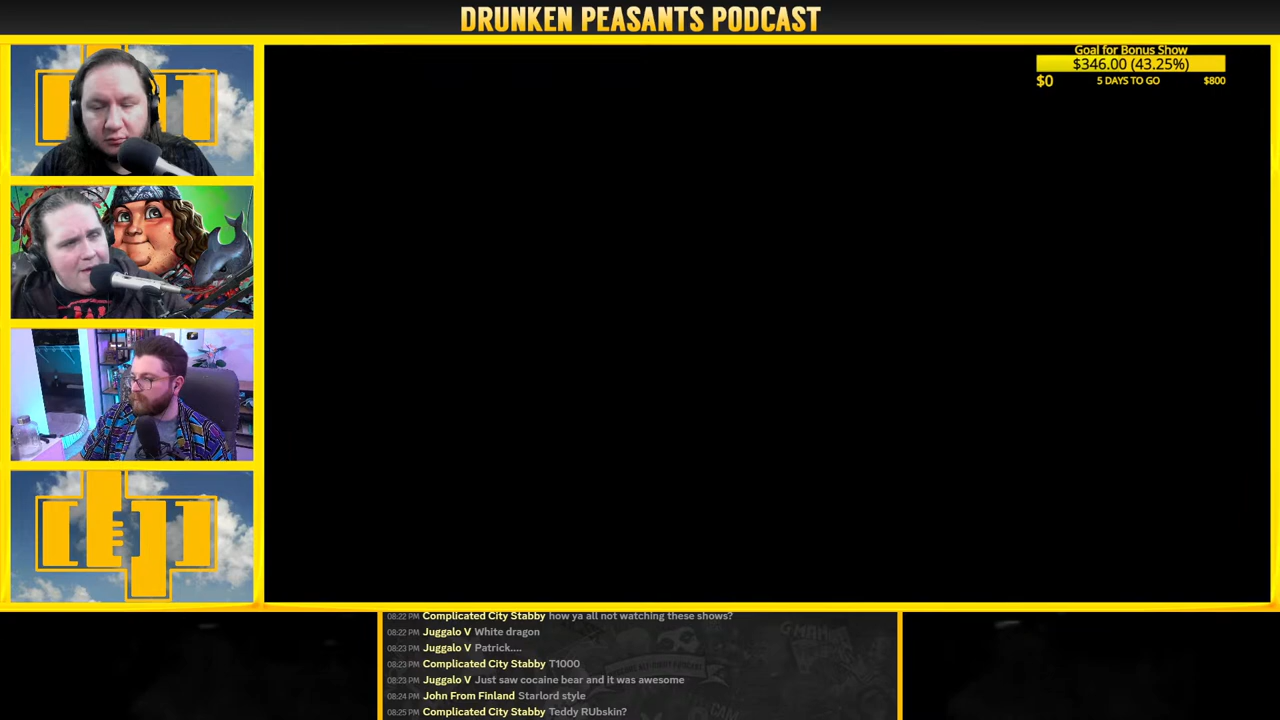 DRUNKEN PEASANTS PODCAST
Goal for Bonus Show
$346.00 (43.25%)
$0 5 DAYS TO GO $800
08:22 PM Complicated City Stabby how ya all not watching these shows?
08:22 PM Juggalo V White dragon
08:23 PM Juggalo V Patrick....
08:23 PM Complicated City Stabby T1000
08:23 PM Juggalo V Just saw cocaine bear and it was awesome
08:24 PM John From Finland Starlord style
08:25 PM Complicated City Stabby Teddy RUbskin?